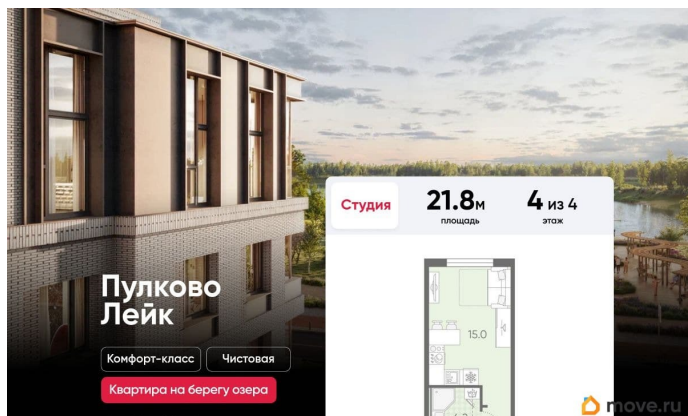 Студия
21.8м
площадь
4 из 4
этаж
Пулково
Лейк
15.0
Комфорт-класс
Чистовая
Квартира на берегу озера
move.ru